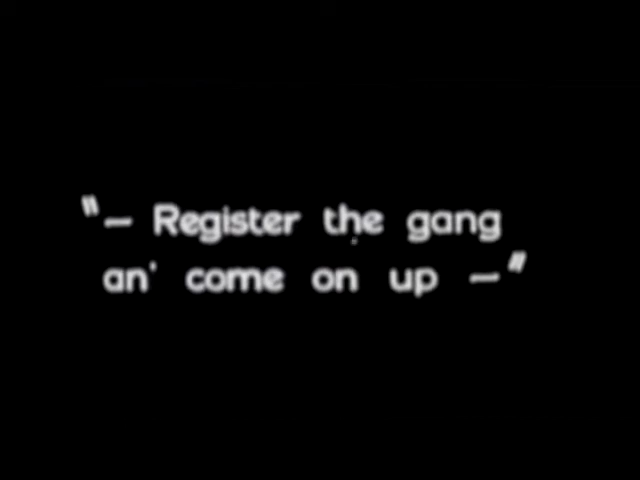 "— Register the gang
an' come on up —"